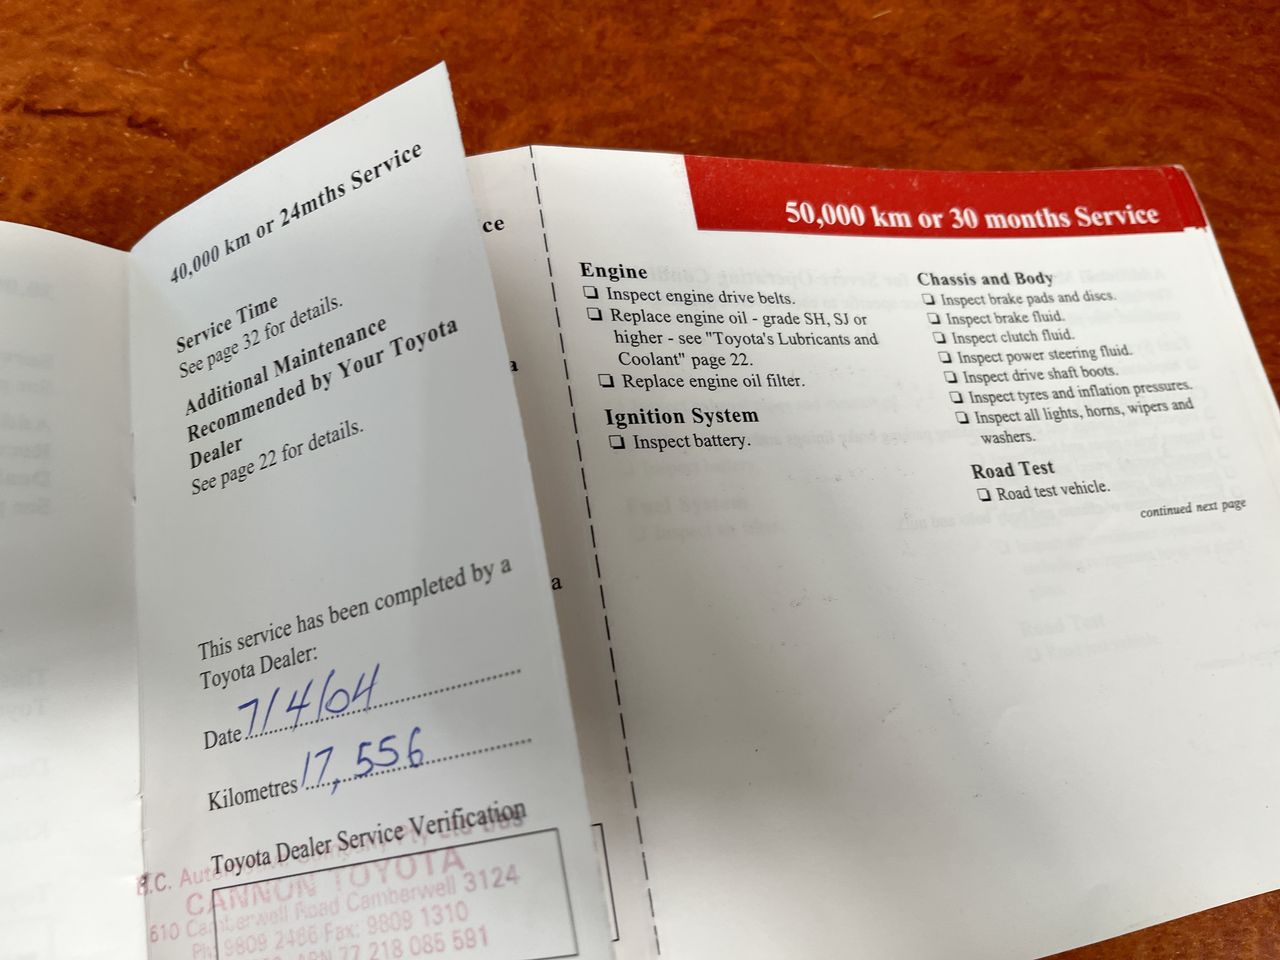 40,000 km or 24mths Service
Service Time
See page 32 for details.
Additional Maintenance
Recommended by Your Toyota
Dealer
See page 22 for details.
This service has been completed by a
Toyota Dealer:
Date 7/4/04
Kilometres 17,556
Toyota Dealer Service Verification
CANNON TOYOTA
610 Camberwell Road Camberwell 3124
Ph: 9809 2466 Fax: 9809 1310
ABN 77 218 085 591
ce
a
a
50,000 km or 30 months Service
Engine
❏ Inspect engine drive belts.
❏ Replace engine oil - grade SH, SJ or
higher - see "Toyota's Lubricants and
Coolant" page 22.
❏ Replace engine oil filter.
Ignition System
❏ Inspect battery.
Chassis and Body
❏ Inspect brake pads and discs.
❏ Inspect brake fluid.
❏ Inspect clutch fluid.
❏ Inspect power steering fluid.
❏ Inspect drive shaft boots.
❏ Inspect tyres and inflation pressures.
❏ Inspect all lights, horns, wipers and
washers.
Road Test
❏ Road test vehicle.
continued next page